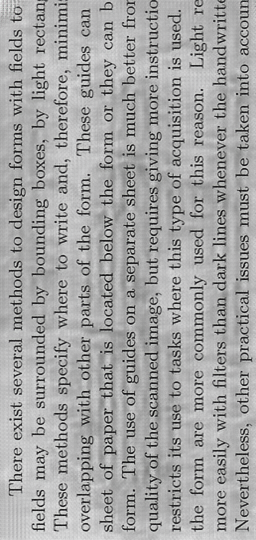 There exist several methods to design forms with fields to
fields may be surrounded by bounding boxes, by light rectan
These methods specify where to write and, therefore, minimi
overlapping with other parts of the form. These guides can
sheet of paper that is located below the form or they can b
form. The use of guides on a separate sheet is much better fro
quality of the scanned image, but requires giving more instructio
restricts its use to tasks where this type of acquisition is used.
the form are more commonly used for this reason. Light re
more easily with filters than dark lines whenever the handwritte
Nevertheless, other practical issues must be taken into accoun